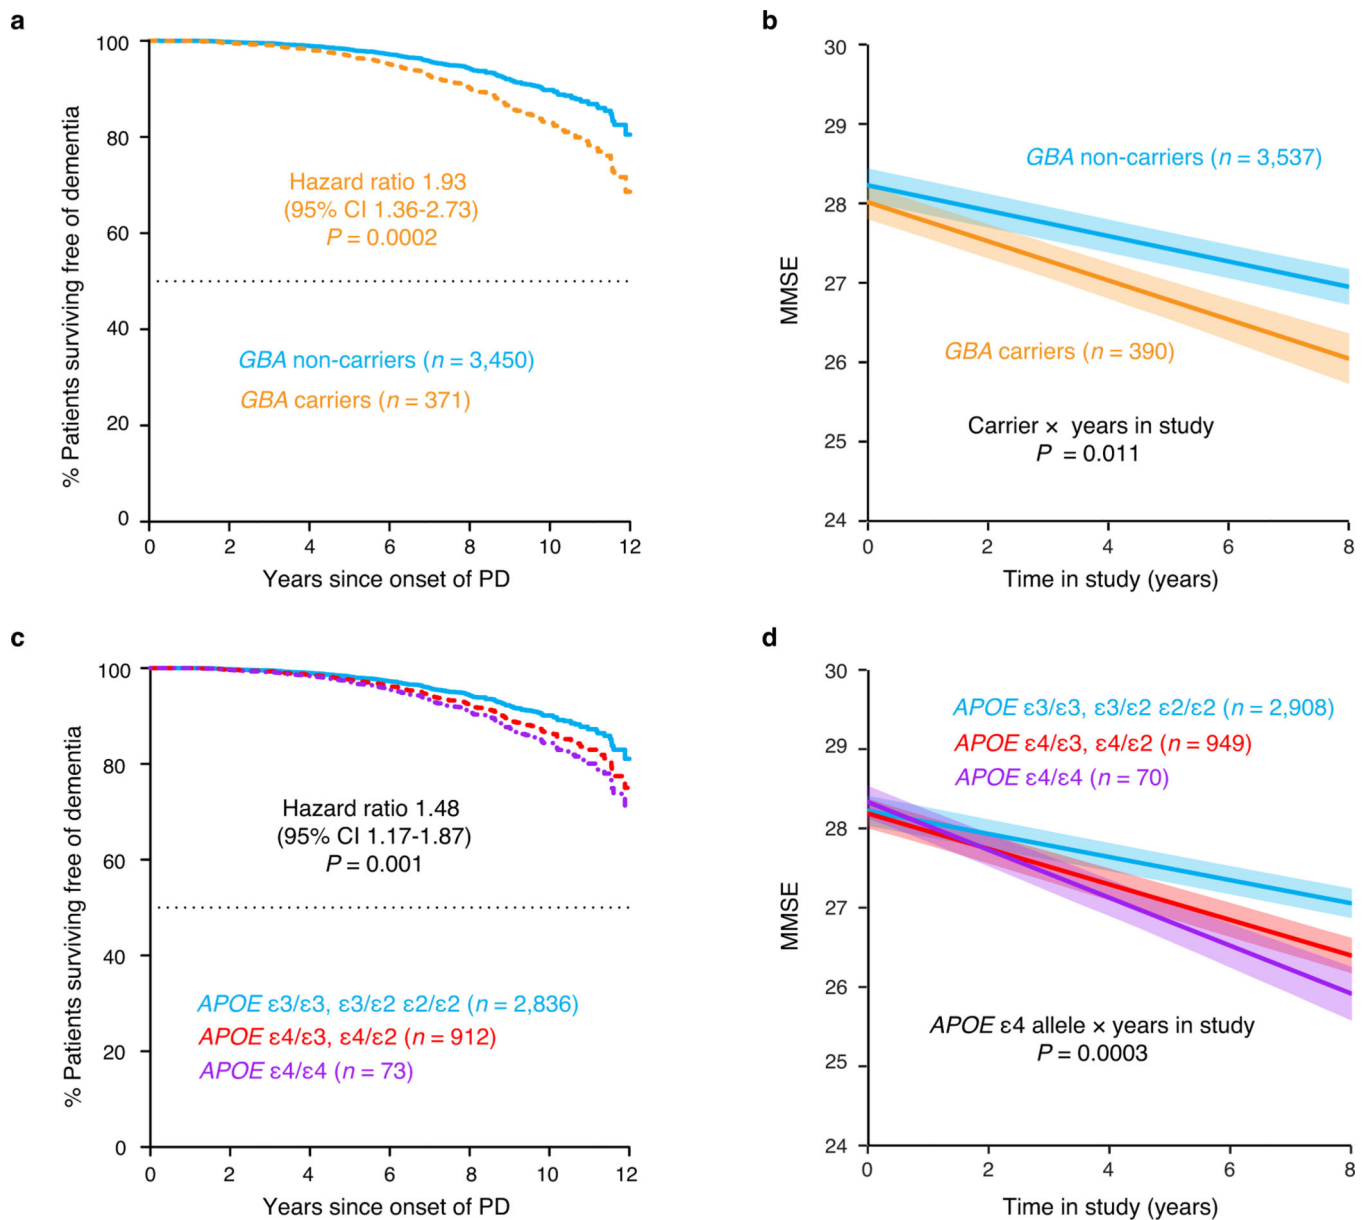 a
% Patients surviving free of dementia
100
80
60
40
20
0
Hazard ratio 1.93
(95% CI 1.36-2.73)
P = 0.0002
GBA non-carriers (n = 3,450)
GBA carriers (n = 371)
0 2 4 6 8 10 12
Years since onset of PD
b
MMSE
30
29
28
27
26
25
24
GBA non-carriers (n = 3,537)
GBA carriers (n = 390)
Carrier × years in study
P = 0.011
0 2 4 6 8
Time in study (years)
c
% Patients surviving free of dementia
100
80
60
40
20
0
Hazard ratio 1.48
(95% CI 1.17-1.87)
P = 0.001
APOE ε3/ε3, ε3/ε2 ε2/ε2 (n = 2,836)
APOE ε4/ε3, ε4/ε2 (n = 912)
APOE ε4/ε4 (n = 73)
0 2 4 6 8 10 12
Years since onset of PD
d
MMSE
30
29
28
27
26
25
24
APOE ε3/ε3, ε3/ε2 ε2/ε2 (n = 2,908)
APOE ε4/ε3, ε4/ε2 (n = 949)
APOE ε4/ε4 (n = 70)
APOE ε4 allele × years in study
P = 0.0003
0 2 4 6 8
Time in study (years)